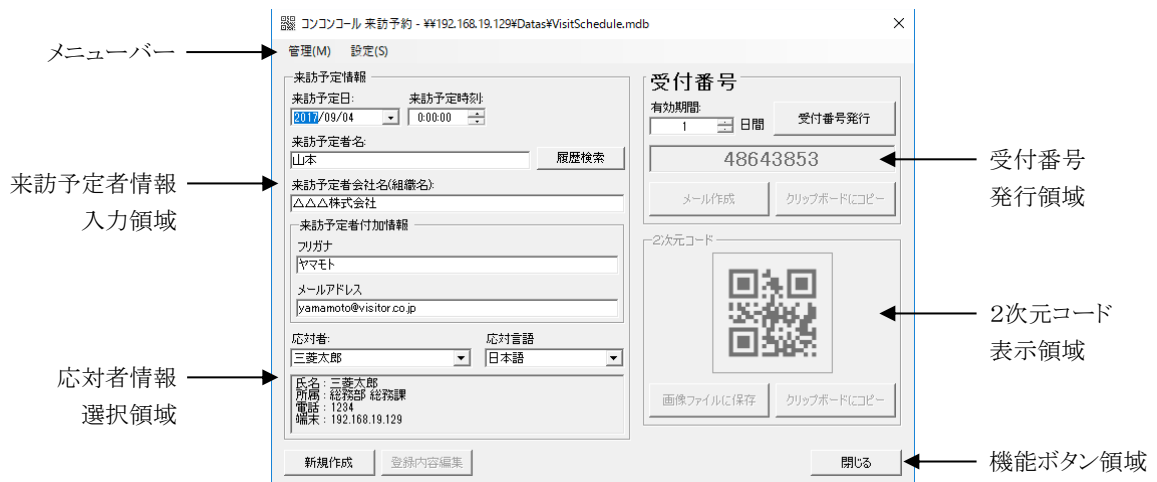 コンコンコール 来訪予約 - ¥¥192.168.19.129¥Datas¥VisitSchedule.mdb
メニューバー
管理(M) 設定(S)
来訪予定者情報
入力領域
来訪予定情報
来訪予定日: 来訪予定時刻:
2017/09/04 0:00:00
来訪予定者名:
山本 履歴検索
来訪予定者会社名(組織名):
△△△株式会社
来訪予定者付加情報
フリガナ
ヤマモト
メールアドレス
yamamoto@visitor.co.jp
応対者情報
選択領域
応対者: 応対言語
三菱太郎 日本語
氏名 : 三菱太郎
所属 : 総務部 総務課
電話 : 1234
端末 : 192.168.19.129
新規作成 登録内容編集
受付番号
有効期間:
1 日間 受付番号発行
48643853
メール作成 クリップボードにコピー
受付番号
発行領域
2次元コード
画像ファイルに保存 クリップボードにコピー
2次元コード
表示領域
閉じる
機能ボタン領域